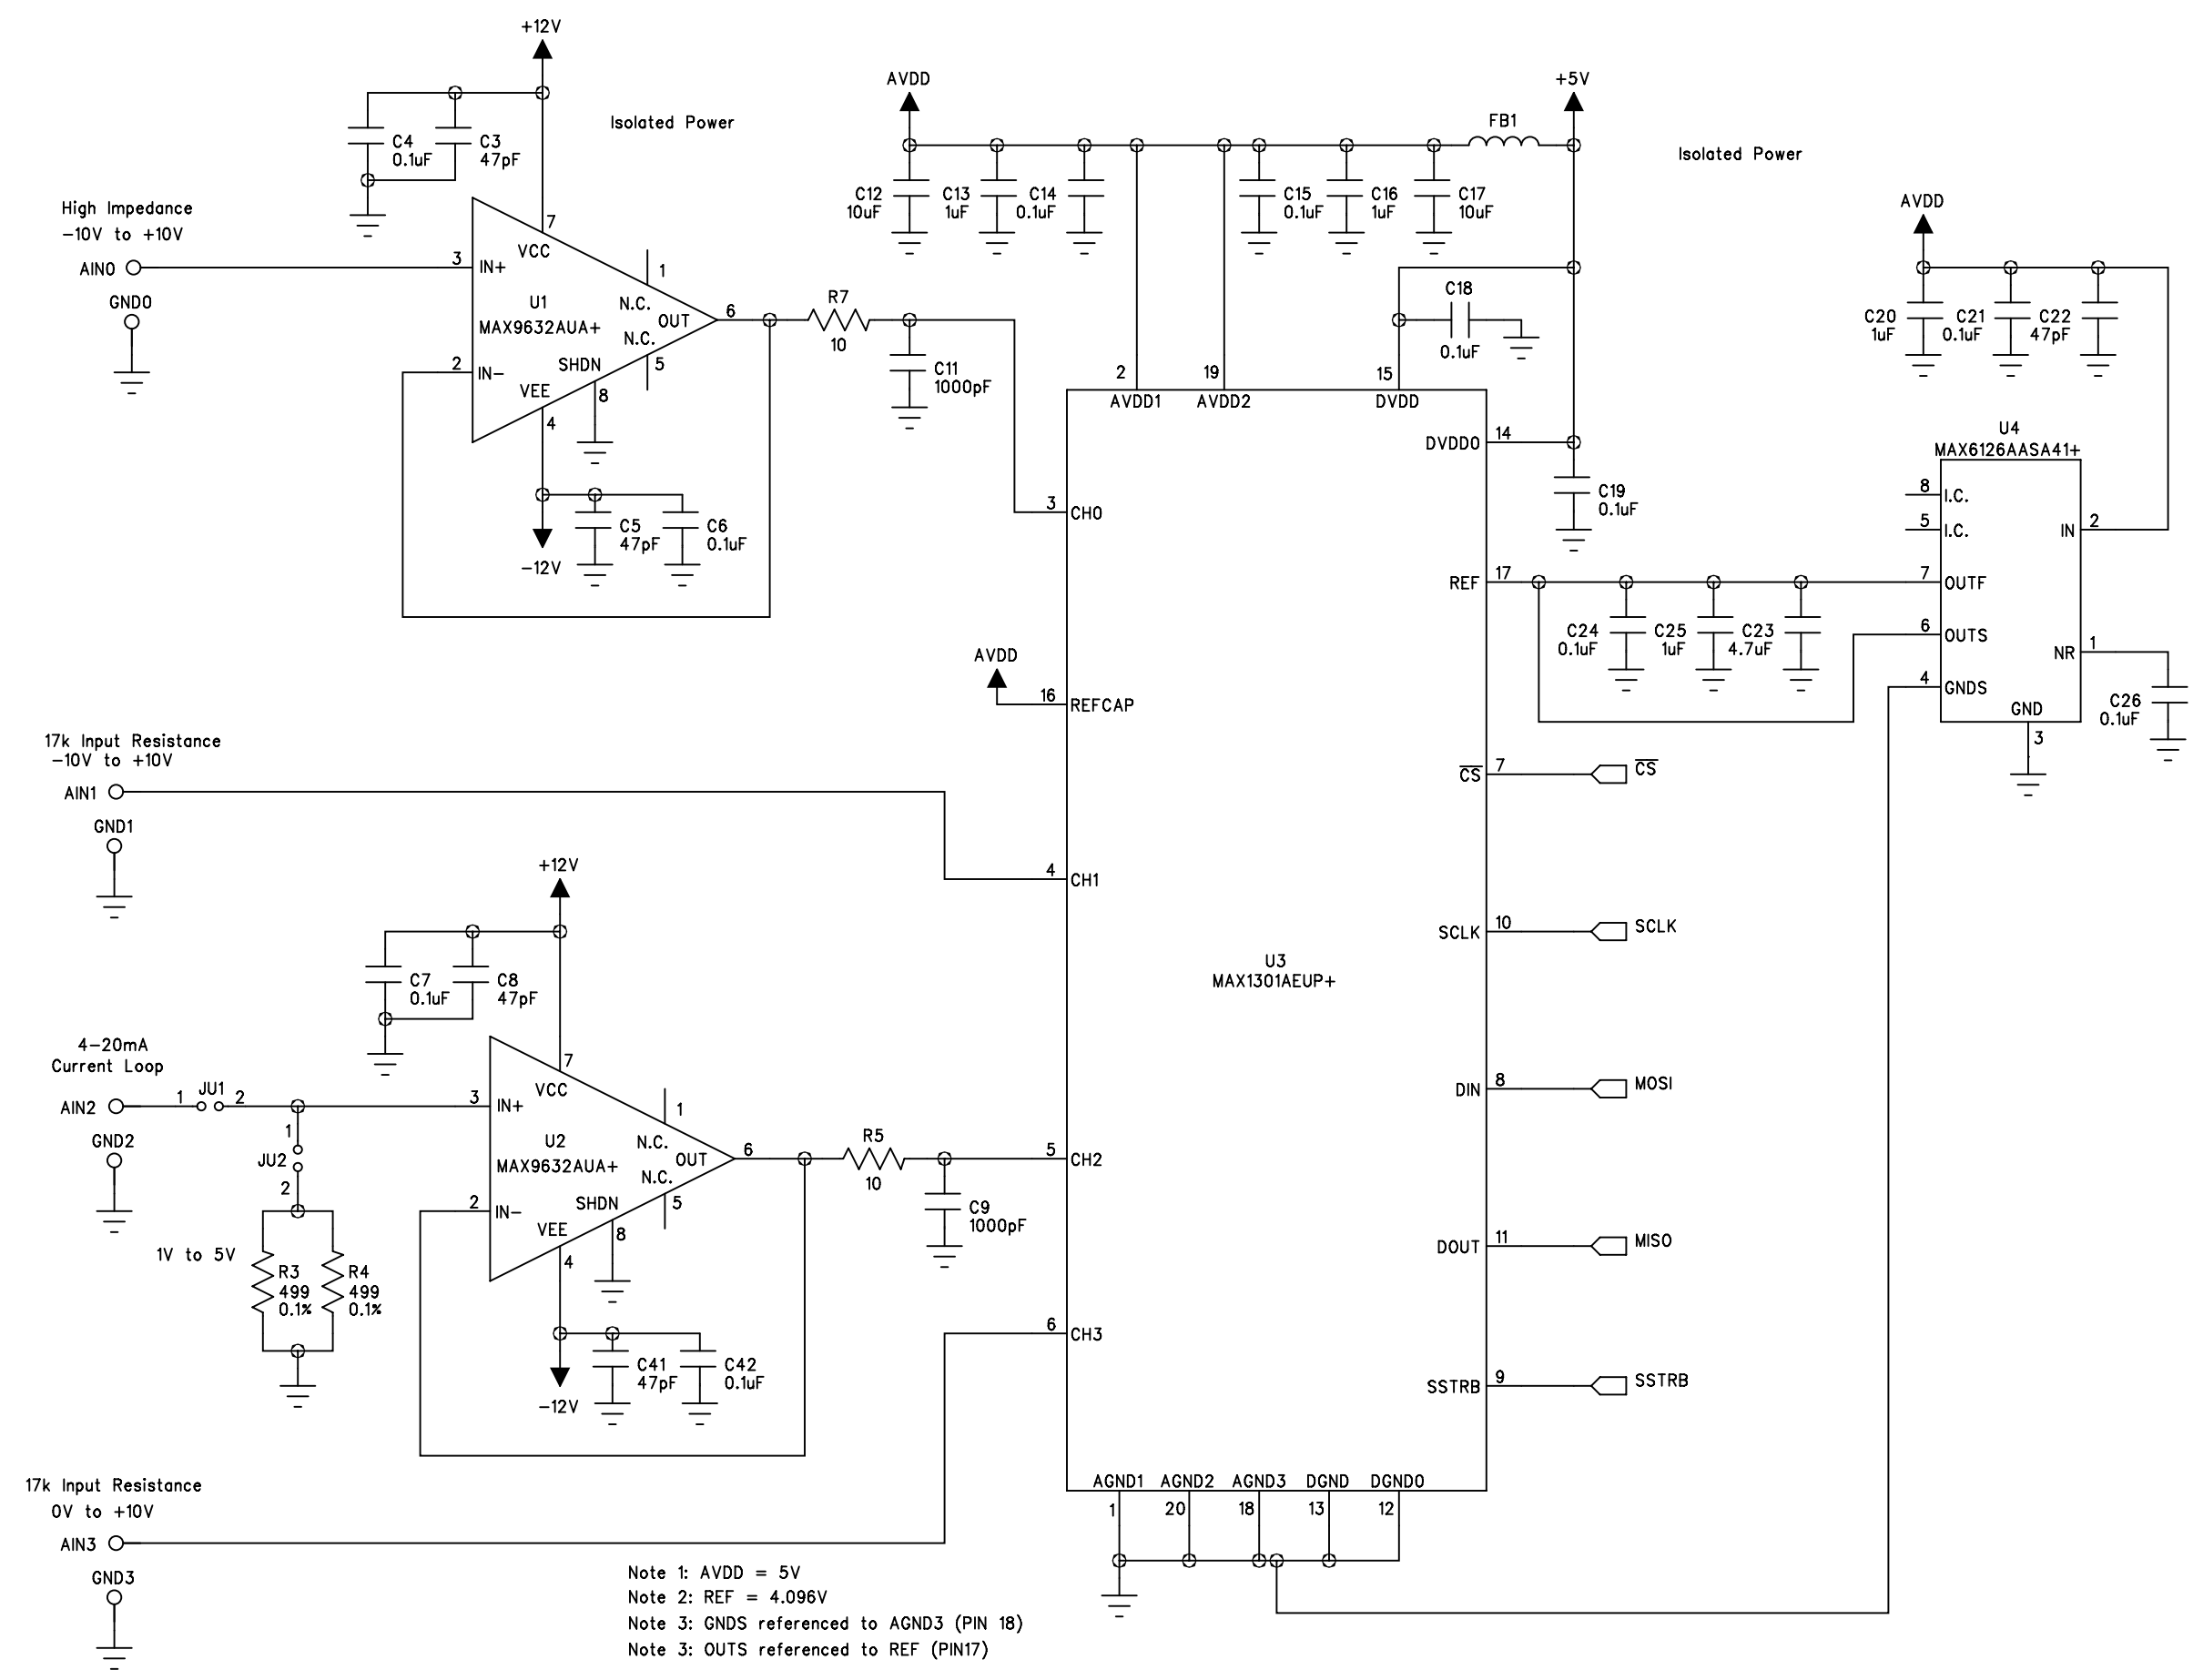 +12V
C4
0.1uF
C3
47pF
Isolated Power
High Impedance
-10V to +10V
AIN0
GND0
3
IN+
7
VCC
U1
MAX9632AUA+
1
N.C.
OUT
6
N.C.
5
SHDN
8
2
IN-
VEE
4
C5
47pF
C6
0.1uF
-12V
R7
10
C11
1000pF
AVDD
C12
10uF
C13
1uF
C14
0.1uF
C15
0.1uF
C16
1uF
C17
10uF
FB1
+5V
Isolated Power
C18
0.1uF
2
AVDD1
19
AVDD2
15
DVDD
DVDDO
14
C19
0.1uF
AVDD
C20
1uF
C21
0.1uF
C22
47pF
U4
MAX6126AASA41+
8
I.C.
5
I.C.
IN
2
7
OUTF
6
OUTS
NR
1
4
GNDS
GND
3
C26
0.1uF
3
CH0
REF
17
C24
0.1uF
C25
1uF
C23
4.7uF
AVDD
16
REFCAP
17k Input Resistance
-10V to +10V
AIN1
GND1
4
CH1
CS
7
CS
SCLK
10
SCLK
U3
MAX1301AEUP+
DIN
8
MOSI
DOUT
11
MISO
SSTRB
9
SSTRB
+12V
C7
0.1uF
C8
47pF
4-20mA
Current Loop
AIN2
1
JU1
2
GND2
1
JU2
2
1V to 5V
R3
499
0.1%
R4
499
0.1%
3
IN+
7
VCC
U2
MAX9632AUA+
1
N.C.
OUT
6
N.C.
5
SHDN
8
2
IN-
VEE
4
C41
47pF
C42
0.1uF
-12V
R5
10
C9
1000pF
5
CH2
6
CH3
17k Input Resistance
0V to +10V
AIN3
GND3
AGND1
AGND2
AGND3
DGND
DGNDO
1
20
18
13
12
Note 1: AVDD = 5V
Note 2: REF = 4.096V
Note 3: GNDS referenced to AGND3 (PIN 18)
Note 3: OUTS referenced to REF (PIN17)